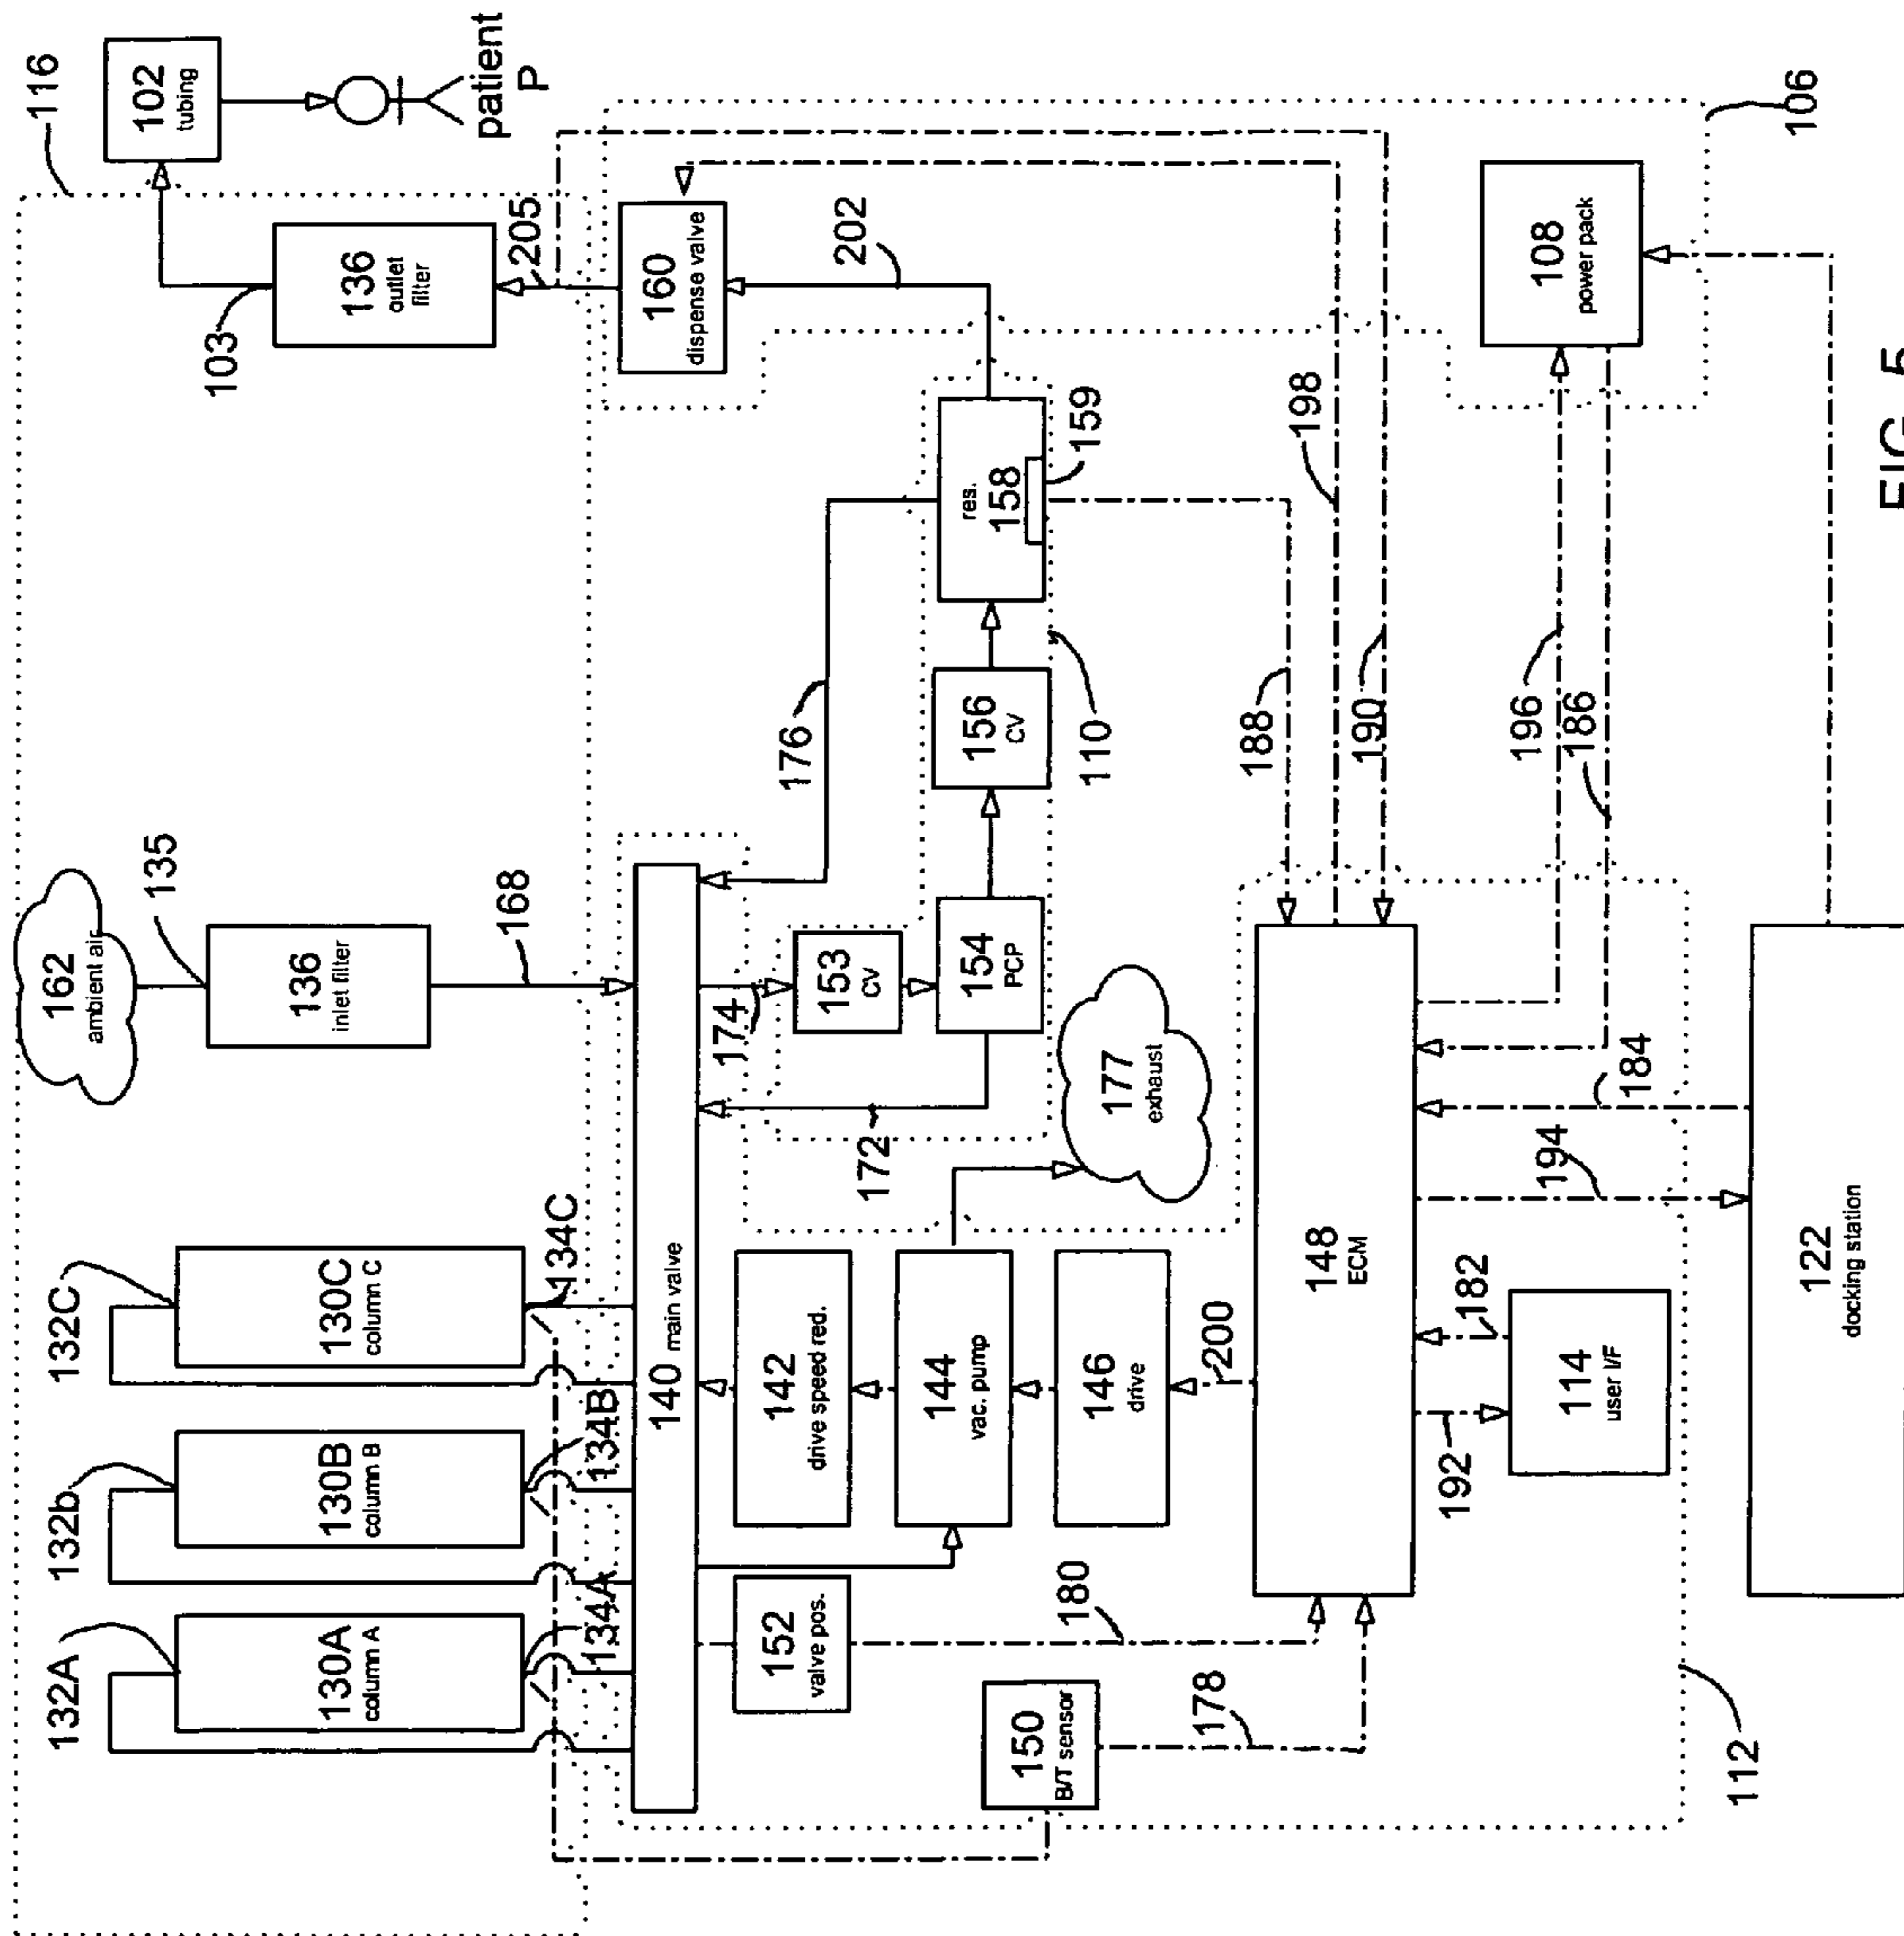 116
102
tubing
patient
P
103
136
outlet
filter
205
160
dispense valve
202
106
108
power pack
162
ambient air
135
136
inlet filter
168
176
174
153
CV
154
PCP
156
CV
res.
158
159
110
172
177
exhaust
188
198
190
196
186
184
194
132A
130A
column A
134A
132b
130B
column B
134B
132C
130C
column C
134C
140 main valve
142
drive speed red.
144
vac. pump
146
drive
200
148
ECM
152
valve pos.
180
150
B/T sensor
178
192
182
114
user I/F
112
122
docking station
FIG. 5